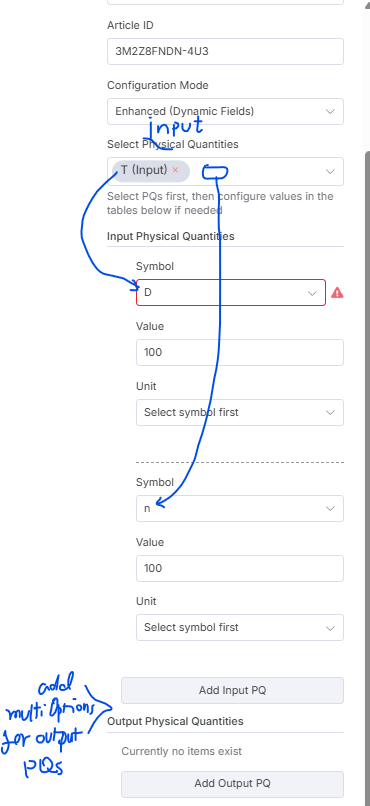 Article ID
3M2Z8FNDN-4U3
Configuration Mode
Enhanced (Dynamic Fields)
input
Select Physical Quantities
T (Input) ×
Select PQs first, then configure values in the
tables below if needed
Input Physical Quantities
Symbol
D
Value
100
Unit
Select symbol first
Symbol
n
Value
100
Unit
Select symbol first
add
multi Options
for output
PQs
Add Input PQ
Output Physical Quantities
Currently no items exist
Add Output PQ